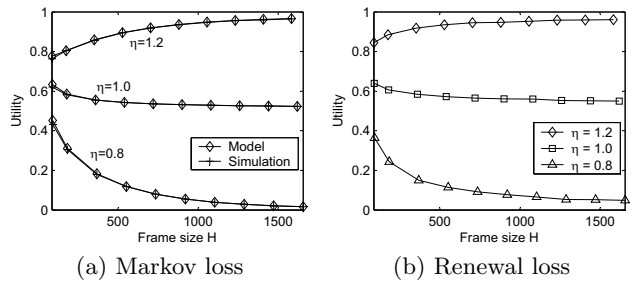 1
0.8
0.6
0.4
0.2
0
Utility
η=1.2
η=1.0
η=0.8
Model
Simulation
500
1000
1500
Frame size H
(a) Markov loss
1
0.8
0.6
0.4
0.2
0
Utility
η = 1.2
η = 1.0
η = 0.8
500
1000
1500
Frame size H
(b) Renewal loss